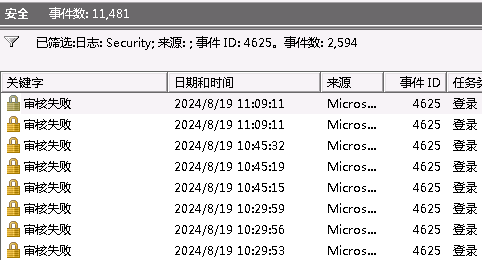 安全 事件数: 11,481
已筛选:日志: Security; 来源: ; 事件 ID: 4625。事件数: 2,594
关键字 日期和时间 来源 事件 ID 任务类
审核失败 2024/8/19 11:09:11 Micros... 4625 登录
审核失败 2024/8/19 11:09:11 Micros... 4625 登录
审核失败 2024/8/19 10:45:32 Micros... 4625 登录
审核失败 2024/8/19 10:45:19 Micros... 4625 登录
审核失败 2024/8/19 10:45:15 Micros... 4625 登录
审核失败 2024/8/19 10:29:59 Micros... 4625 登录
审核失败 2024/8/19 10:29:56 Micros... 4625 登录
审核失败 2024/8/19 10:29:53 Micros... 4625 登录